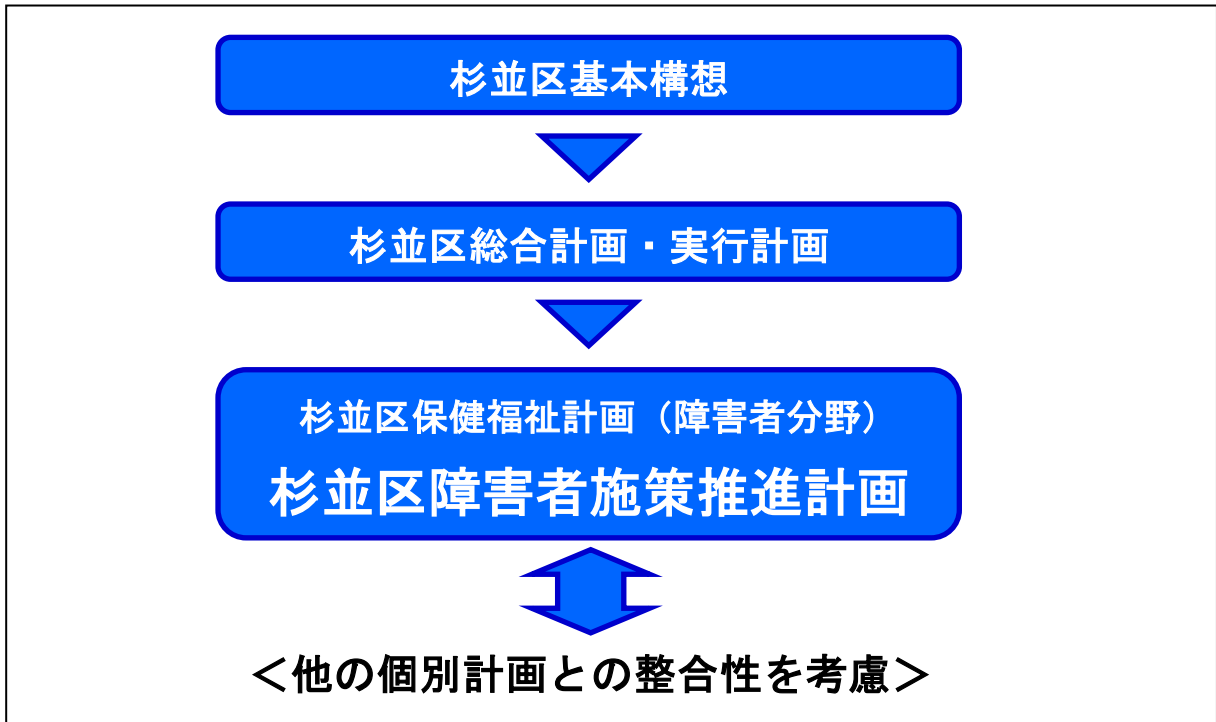 杉並区基本構想
杉並区総合計画・実行計画
杉並区保健福祉計画（障害者分野）
杉並区障害者施策推進計画
＜他の個別計画との整合性を考慮＞